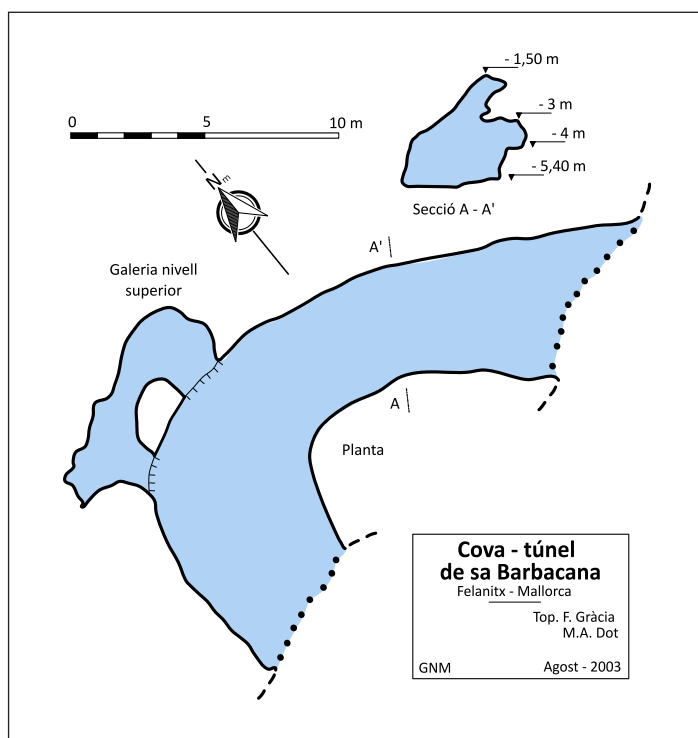 - 1,50 m
- 3 m
- 4 m
- 5,40 m
Secció A - A'
0 5 10 m
NE
A'
Galeria nivell
superior
A
Planta
Cova - túnel
de sa Barbacana
Felanitx - Mallorca
Top. F. Gràcia
M.A. Dot
GNM Agost - 2003